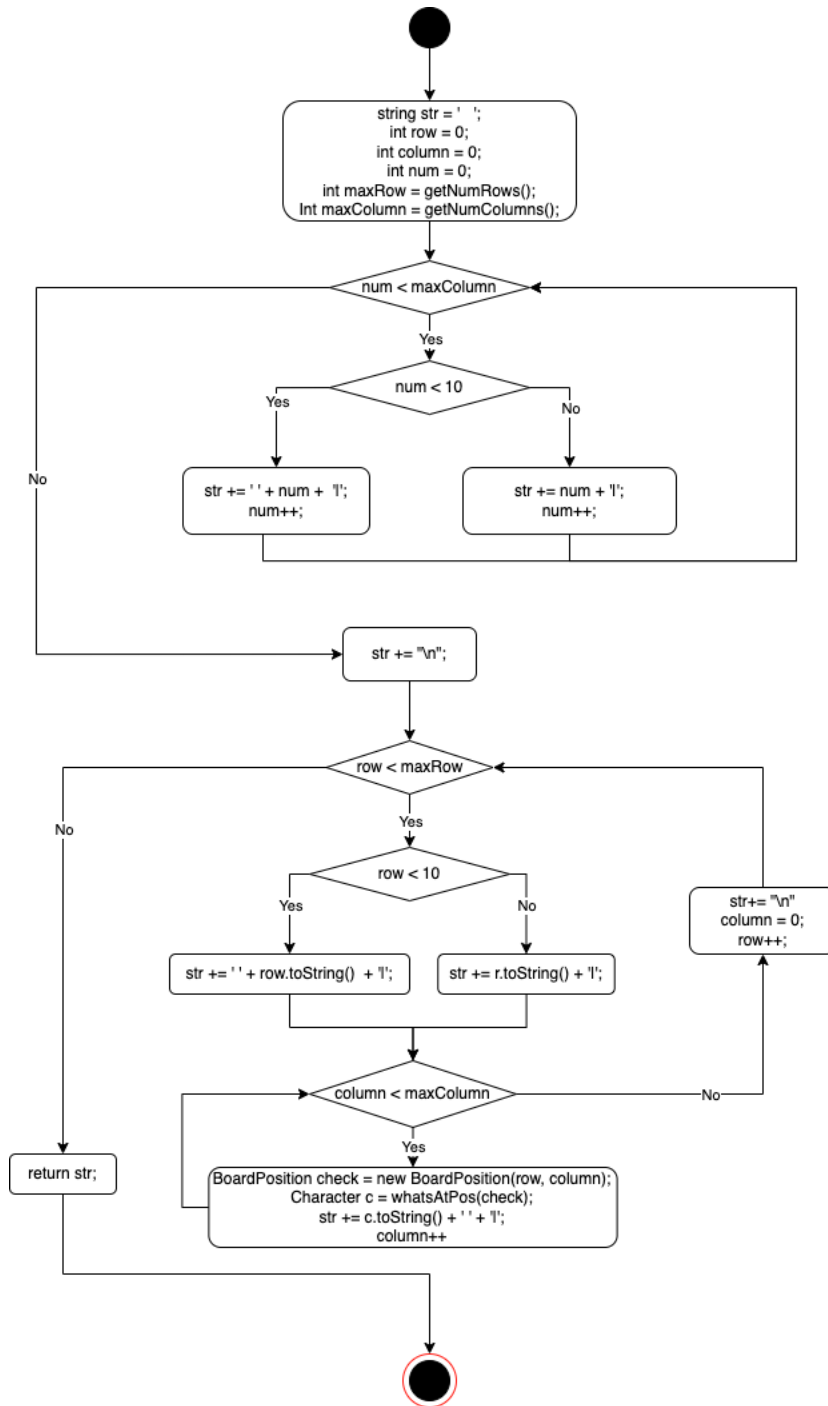 string str = '   ';
int row = 0;
int column = 0;
int num = 0;
int maxRow = getNumRows();
Int maxColumn = getNumColumns();
num < maxColumn
Yes
num < 10
Yes
No
No
str += ' ' + num +  '|';
num++;
str += num + '|';
num++;
str += "\n";
row < maxRow
No
Yes
row < 10
Yes
No
str+= "\n"
column = 0;
row++;
str += ' ' + row.toString()  + '|';
str += r.toString() + '|';
column < maxColumn
No
Yes
return str;
BoardPosition check = new BoardPosition(row, column);
Character c = whatsAtPos(check);
str += c.toString() + ' ' + '|';
column++